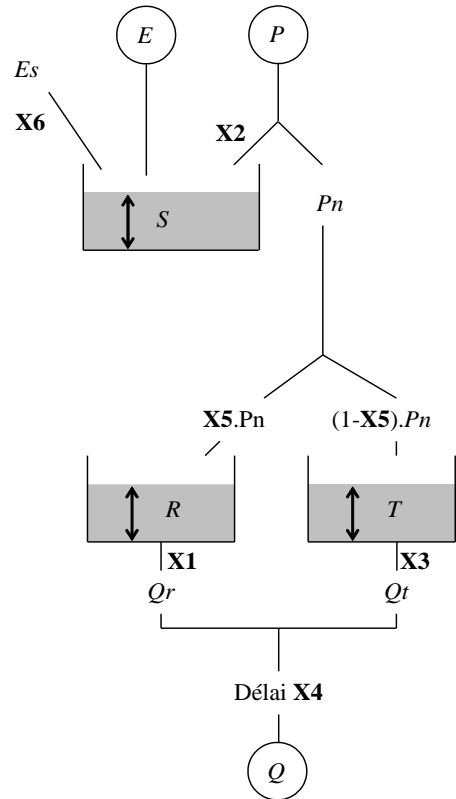 E P
Es
X6
X2
S
Pn
X5.Pn (1-X5).Pn
R T
X1 X3
Qr Qt
Délai X4
Q